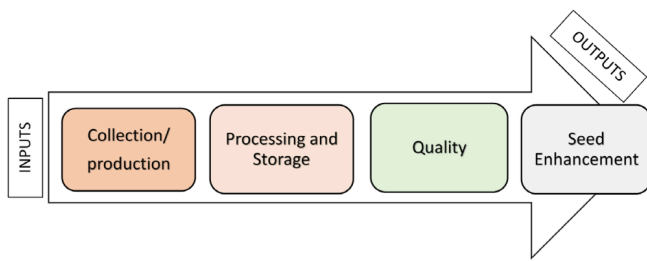 INPUTS
Collection/
production
Processing and
Storage
Quality
Seed
Enhancement
OUTPUTS